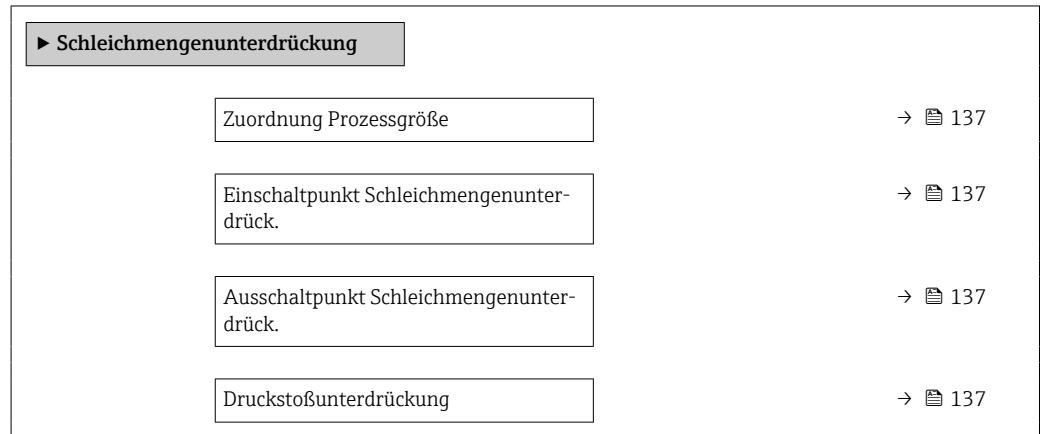 ▶ Schleichmengenunterdrückung
Zuordnung Prozessgröße → 137
Einschaltpunkt Schleichmengenunter- → 137
drück.
Ausschaltpunkt Schleichmengenunter- → 137
drück.
Druckstoßunterdrückung → 137